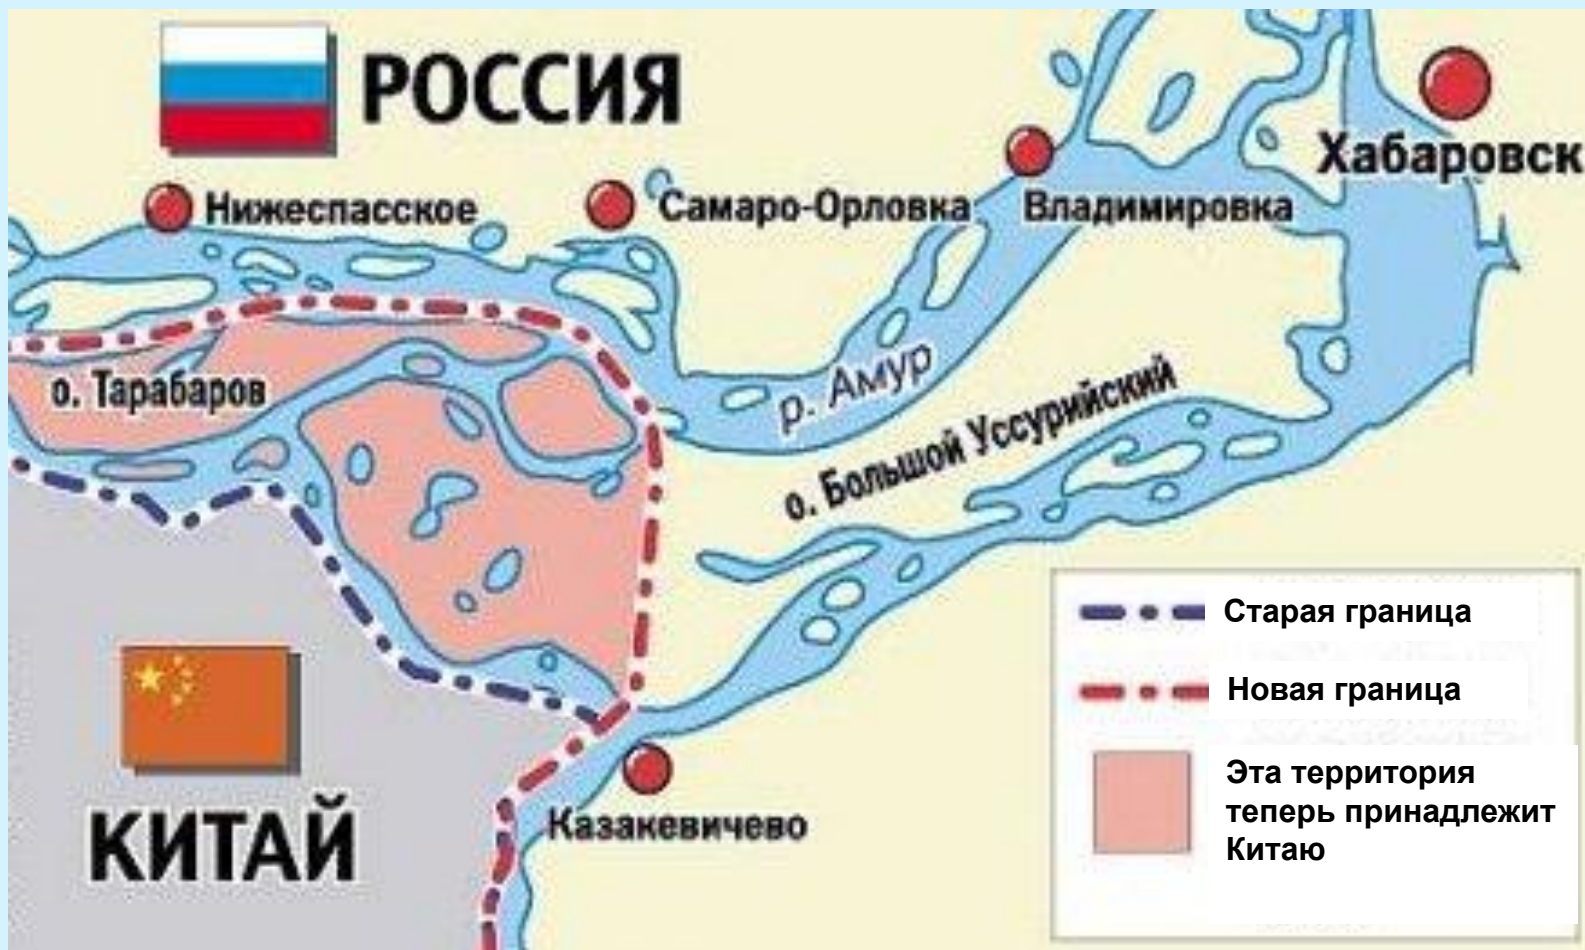 РОССИЯ
Хабаровск
Нижеспасское
Самаро-Орловка
Владимировка
о. Тарабаров
р. Амур
о. Большой Уссурийский
КИТАЙ
Казакевичево
Старая граница
Новая граница
Эта территория
теперь принадлежит
Китаю